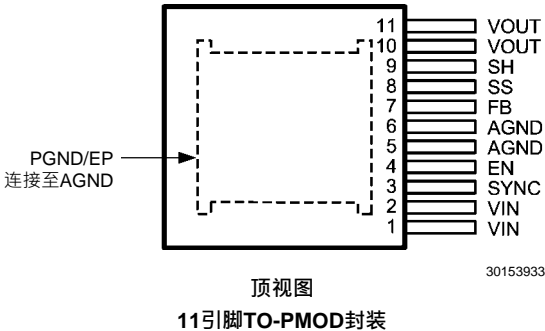 11 VOUT
10 VOUT
9 SH
8 SS
7 FB
6 AGND
5 AGND
4 EN
3 SYNC
2 VIN
1 VIN
PGND/EP
连接至AGND
30153933
顶视图
11引脚TO-PMOD封装